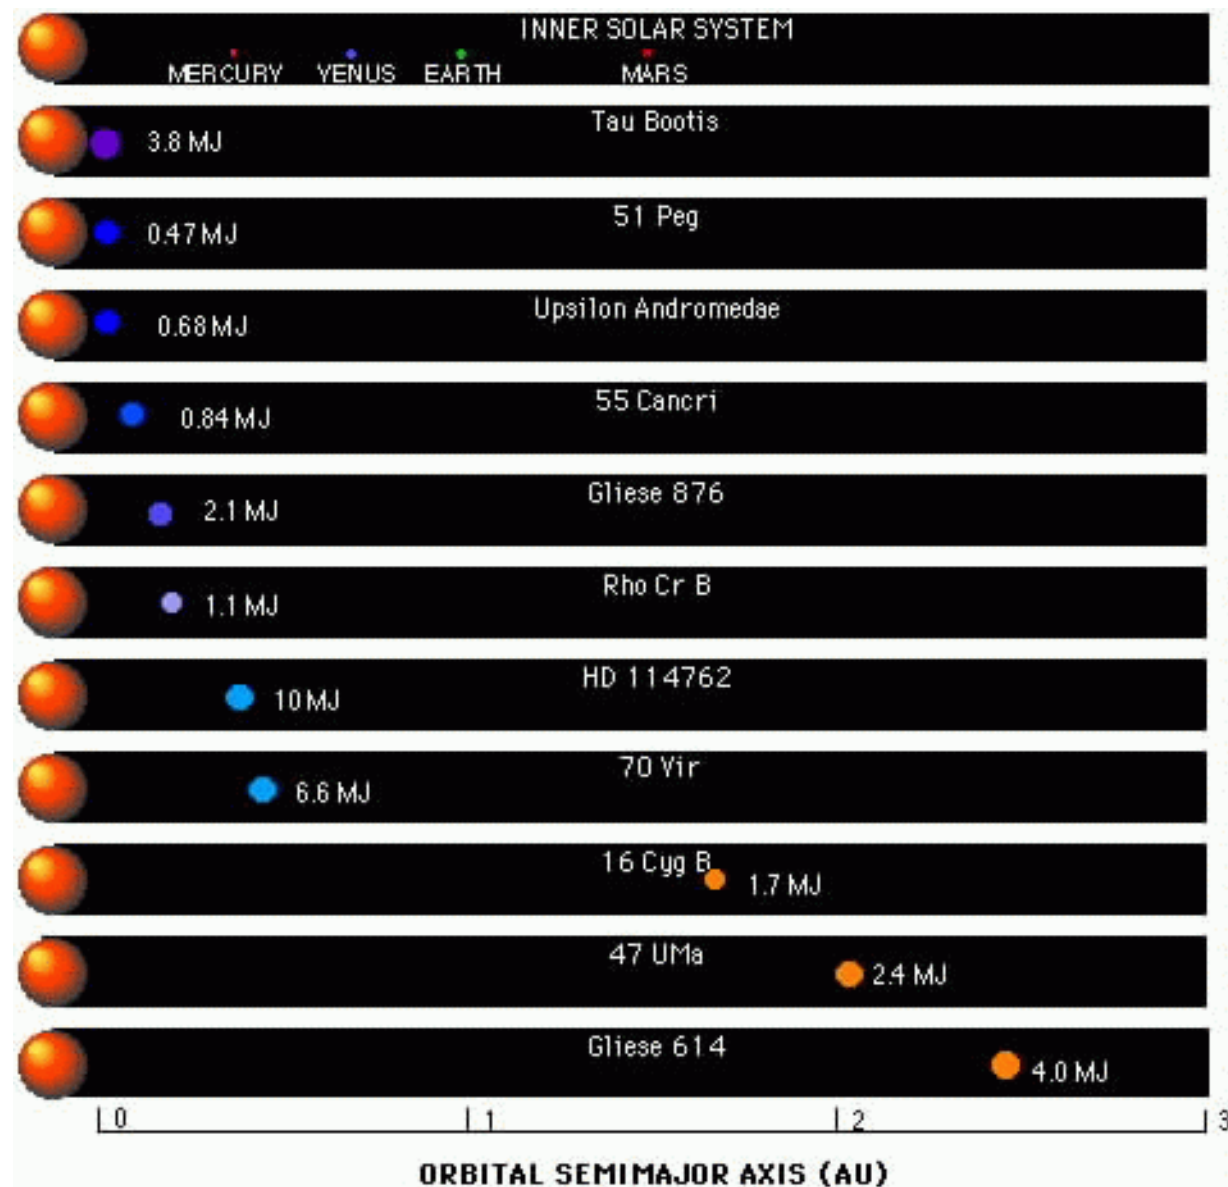 INNER SOLAR SYSTEM
MERCURY VENUS EARTH MARS
Tau Bootis
3.8 MJ
51 Peg
0.47 MJ
Upsilon Andromedae
0.68 MJ
55 Cancri
0.84 MJ
Gliese 876
2.1 MJ
Rho Cr B
1.1 MJ
HD 114762
10 MJ
70 Vir
6.6 MJ
16 Cyg B
1.7 MJ
47 UMa
2.4 MJ
Gliese 614
4.0 MJ
0 1 2 3
ORBITAL SEMIMAJOR AXIS (AU)